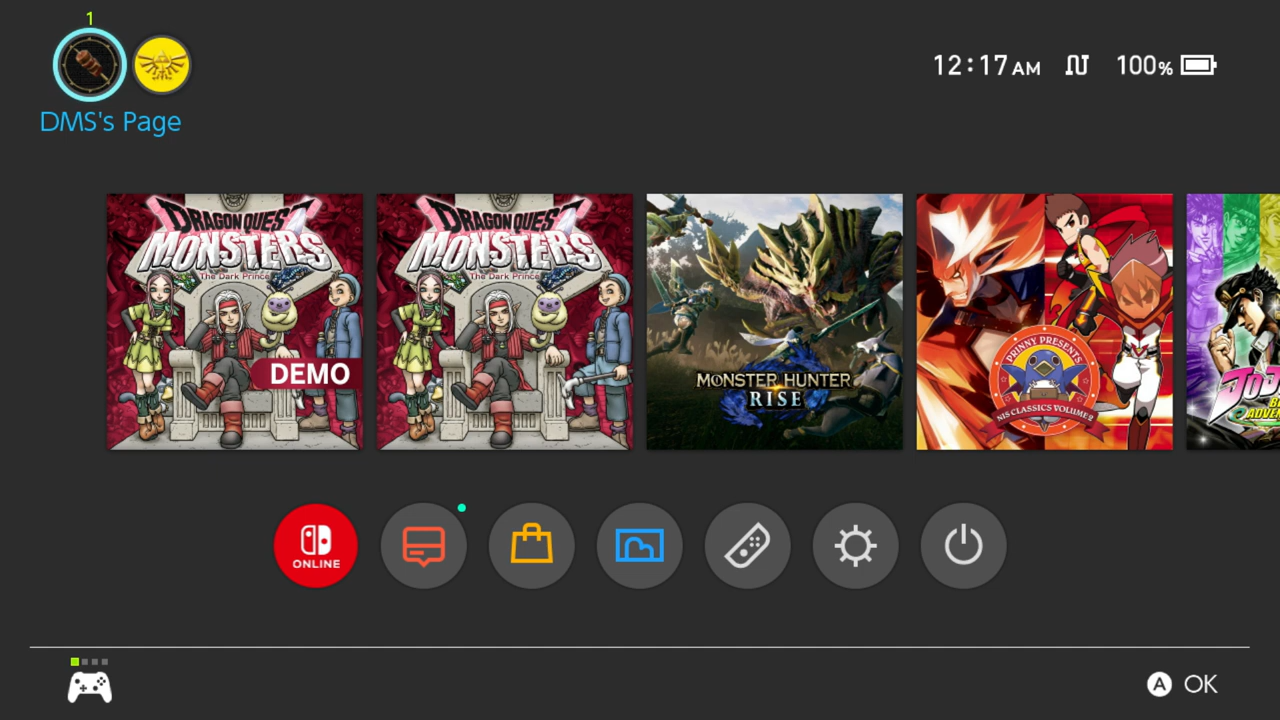 1
DMS's Page
12:17 AM
100%
DRAGON QUEST
MONSTERS
The Dark Prince
DEMO
DRAGON QUEST
MONSTERS
The Dark Prince
MONSTER HUNTER
RISE
PRINNY PRESENTS
NIS CLASSICS VOLUME 2
ONLINE
A OK